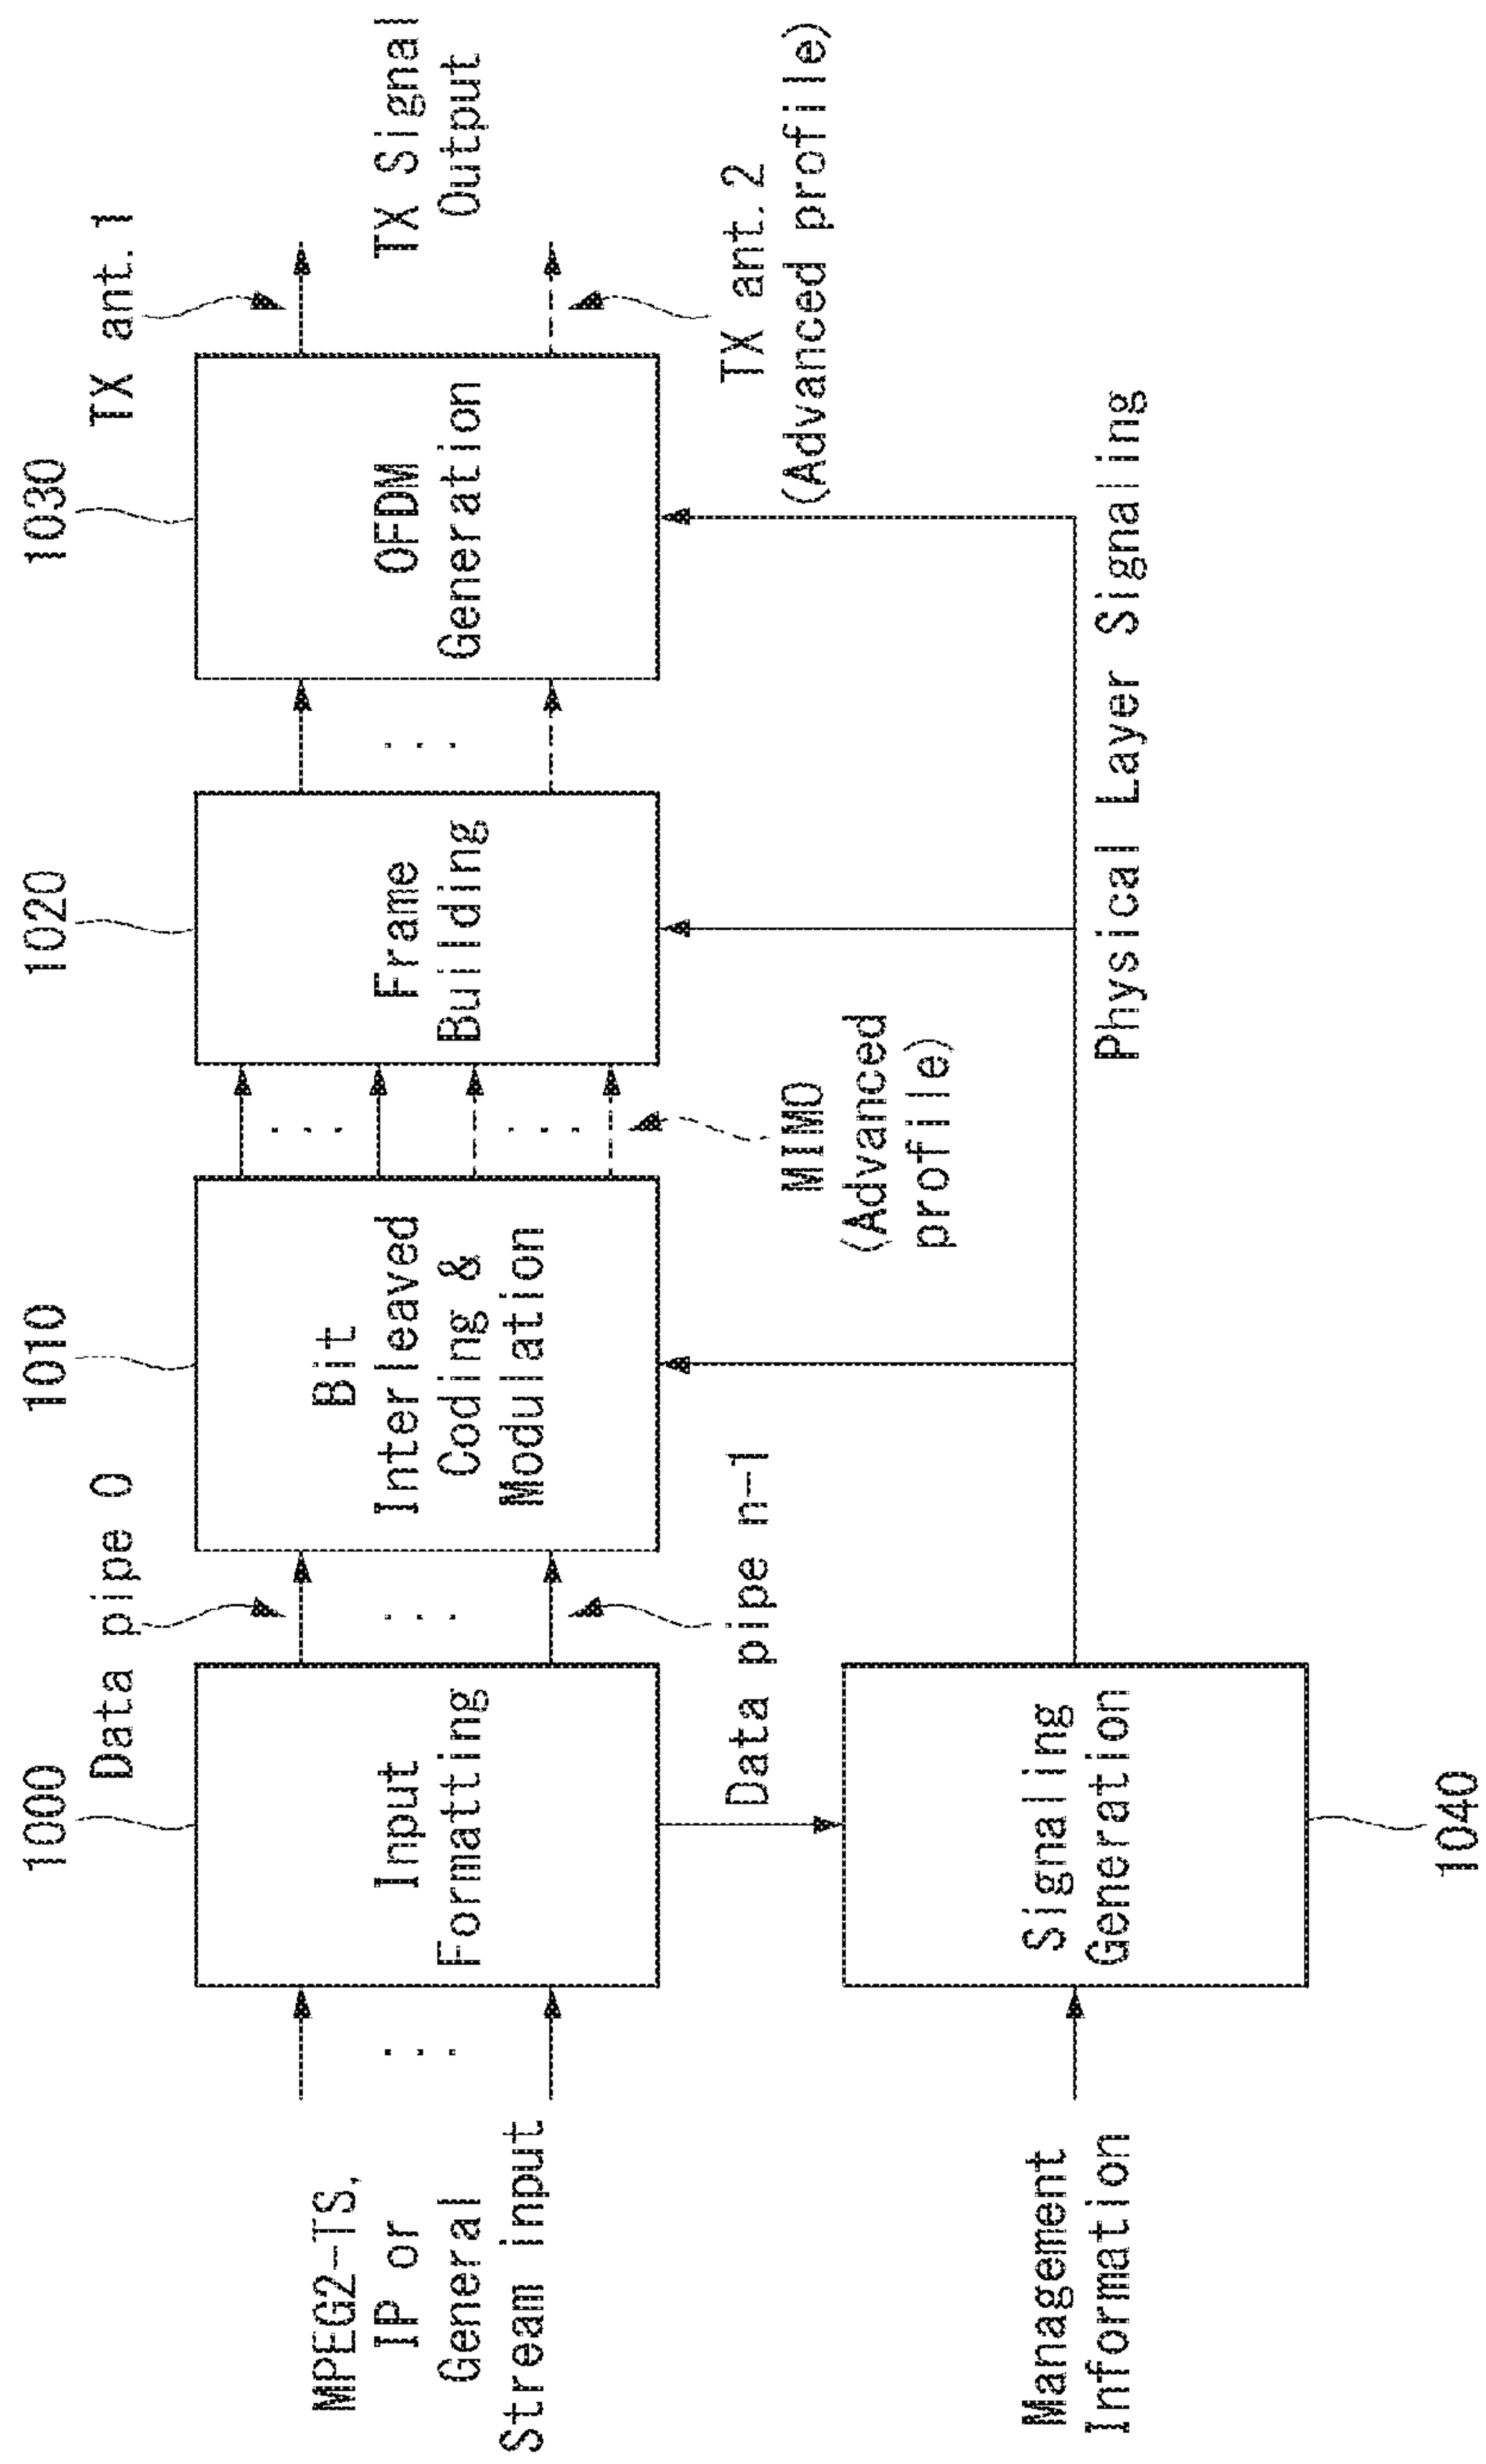 1000
1010
1020
1030
Data pipe 0
TX ant.1
MPEG2-TS,
IP or
General
Stream input
Input
Formatting
Bit
Interleaved
Coding &
Modulation
Frame
Building
OFDM
Generation
TX Signal
Output
Data pipe n-1
MIMO
(Advanced
profile)
TX ant.2
(Advanced profile)
Management
Information
Signaling
Generation
Physical Layer Signaling
1040